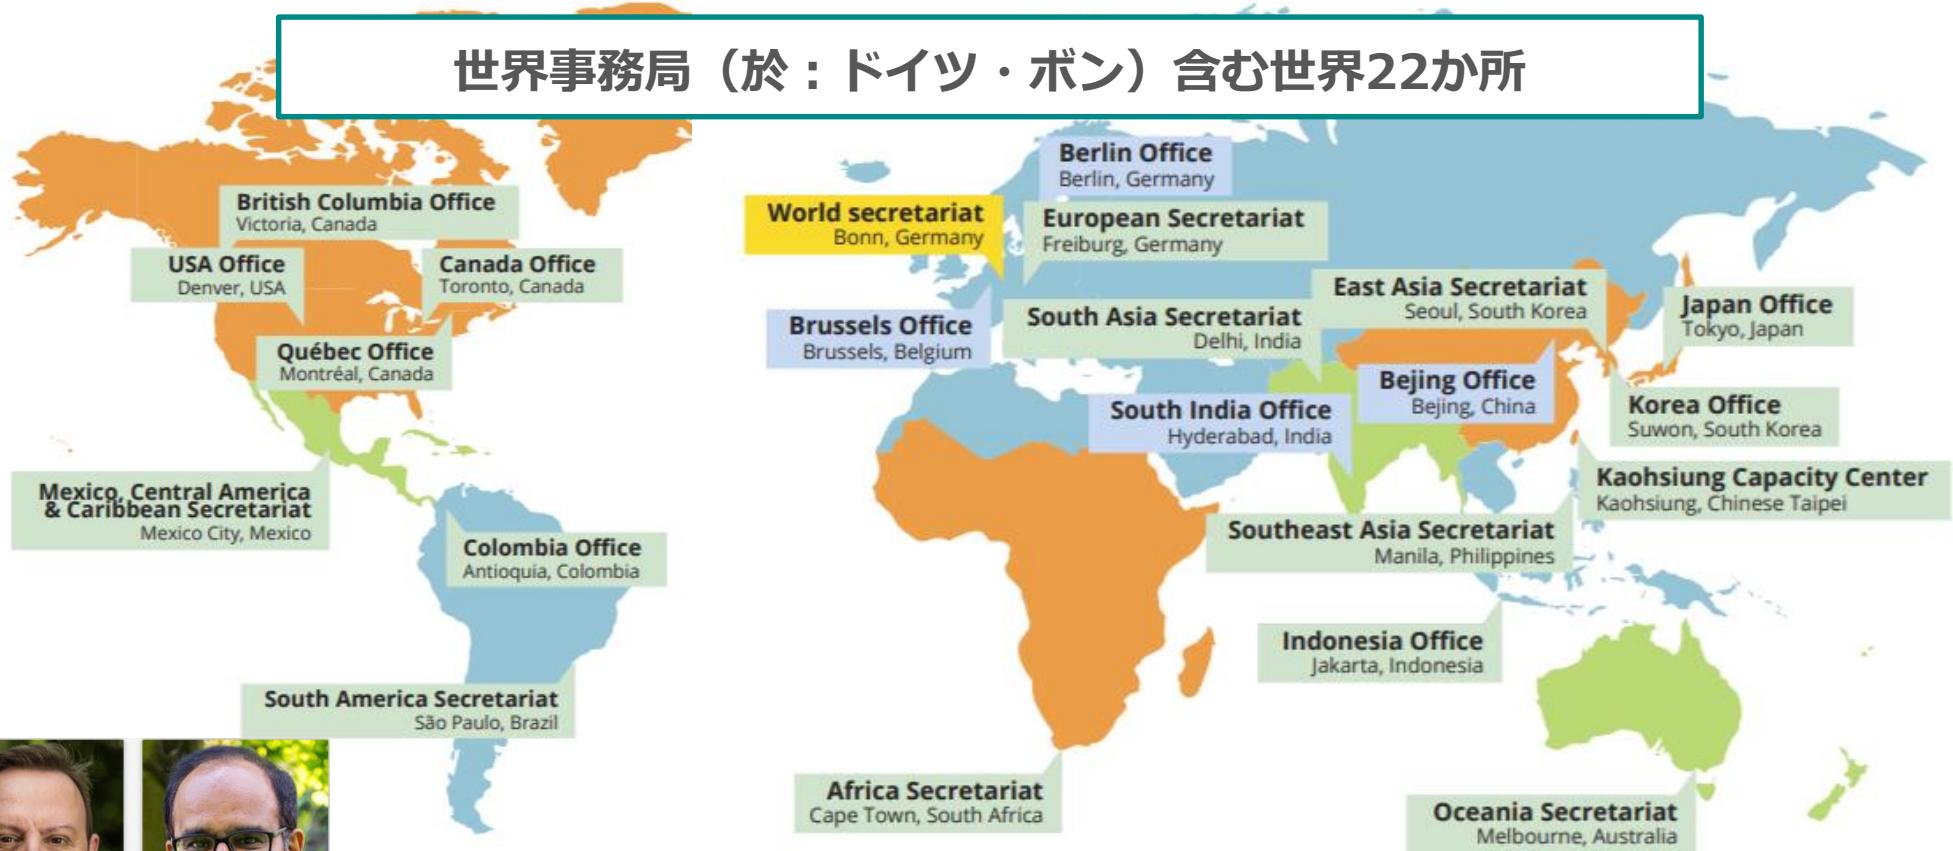 世界事務局（於：ドイツ・ボン）含む世界22か所
British Columbia Office
Victoria, Canada
USA Office
Denver, USA
Canada Office
Toronto, Canada
Québec Office
Montréal, Canada
Mexico, Central America
& Caribbean Secretariat
Mexico City, Mexico
Colombia Office
Antioquia, Colombia
South America Secretariat
São Paulo, Brazil
Berlin Office
Berlin, Germany
World secretariat
Bonn, Germany
European Secretariat
Freiburg, Germany
Brussels Office
Brussels, Belgium
South Asia Secretariat
Delhi, India
East Asia Secretariat
Seoul, South Korea
Japan Office
Tokyo, Japan
Bejing Office
Bejing, China
South India Office
Hyderabad, India
Korea Office
Suwon, South Korea
Kaohsiung Capacity Center
Kaohsiung, Chinese Taipei
Southeast Asia Secretariat
Manila, Philippines
Indonesia Office
Jakarta, Indonesia
Africa Secretariat
Cape Town, South Africa
Oceania Secretariat
Melbourne, Australia